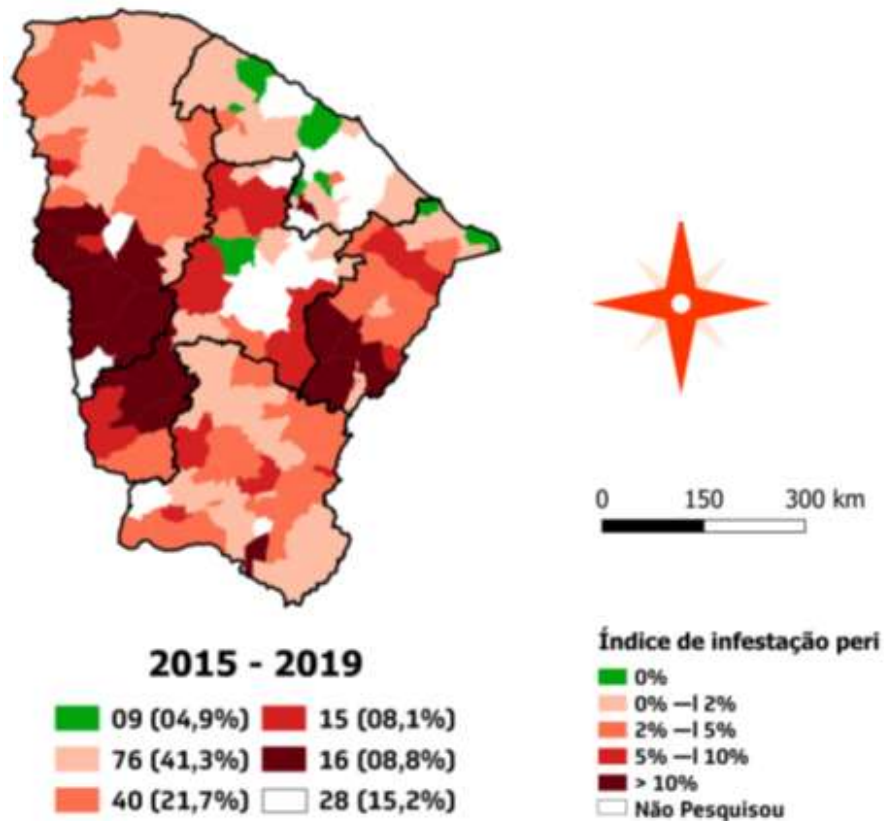 0 150 300 km
2015 - 2019
09 (04,9%) 15 (08,1%)
76 (41,3%) 16 (08,8%)
40 (21,7%) 28 (15,2%)
Índice de infestação peri
0%
0% —l 2%
2% —l 5%
5% —l 10%
> 10%
Não Pesquisou